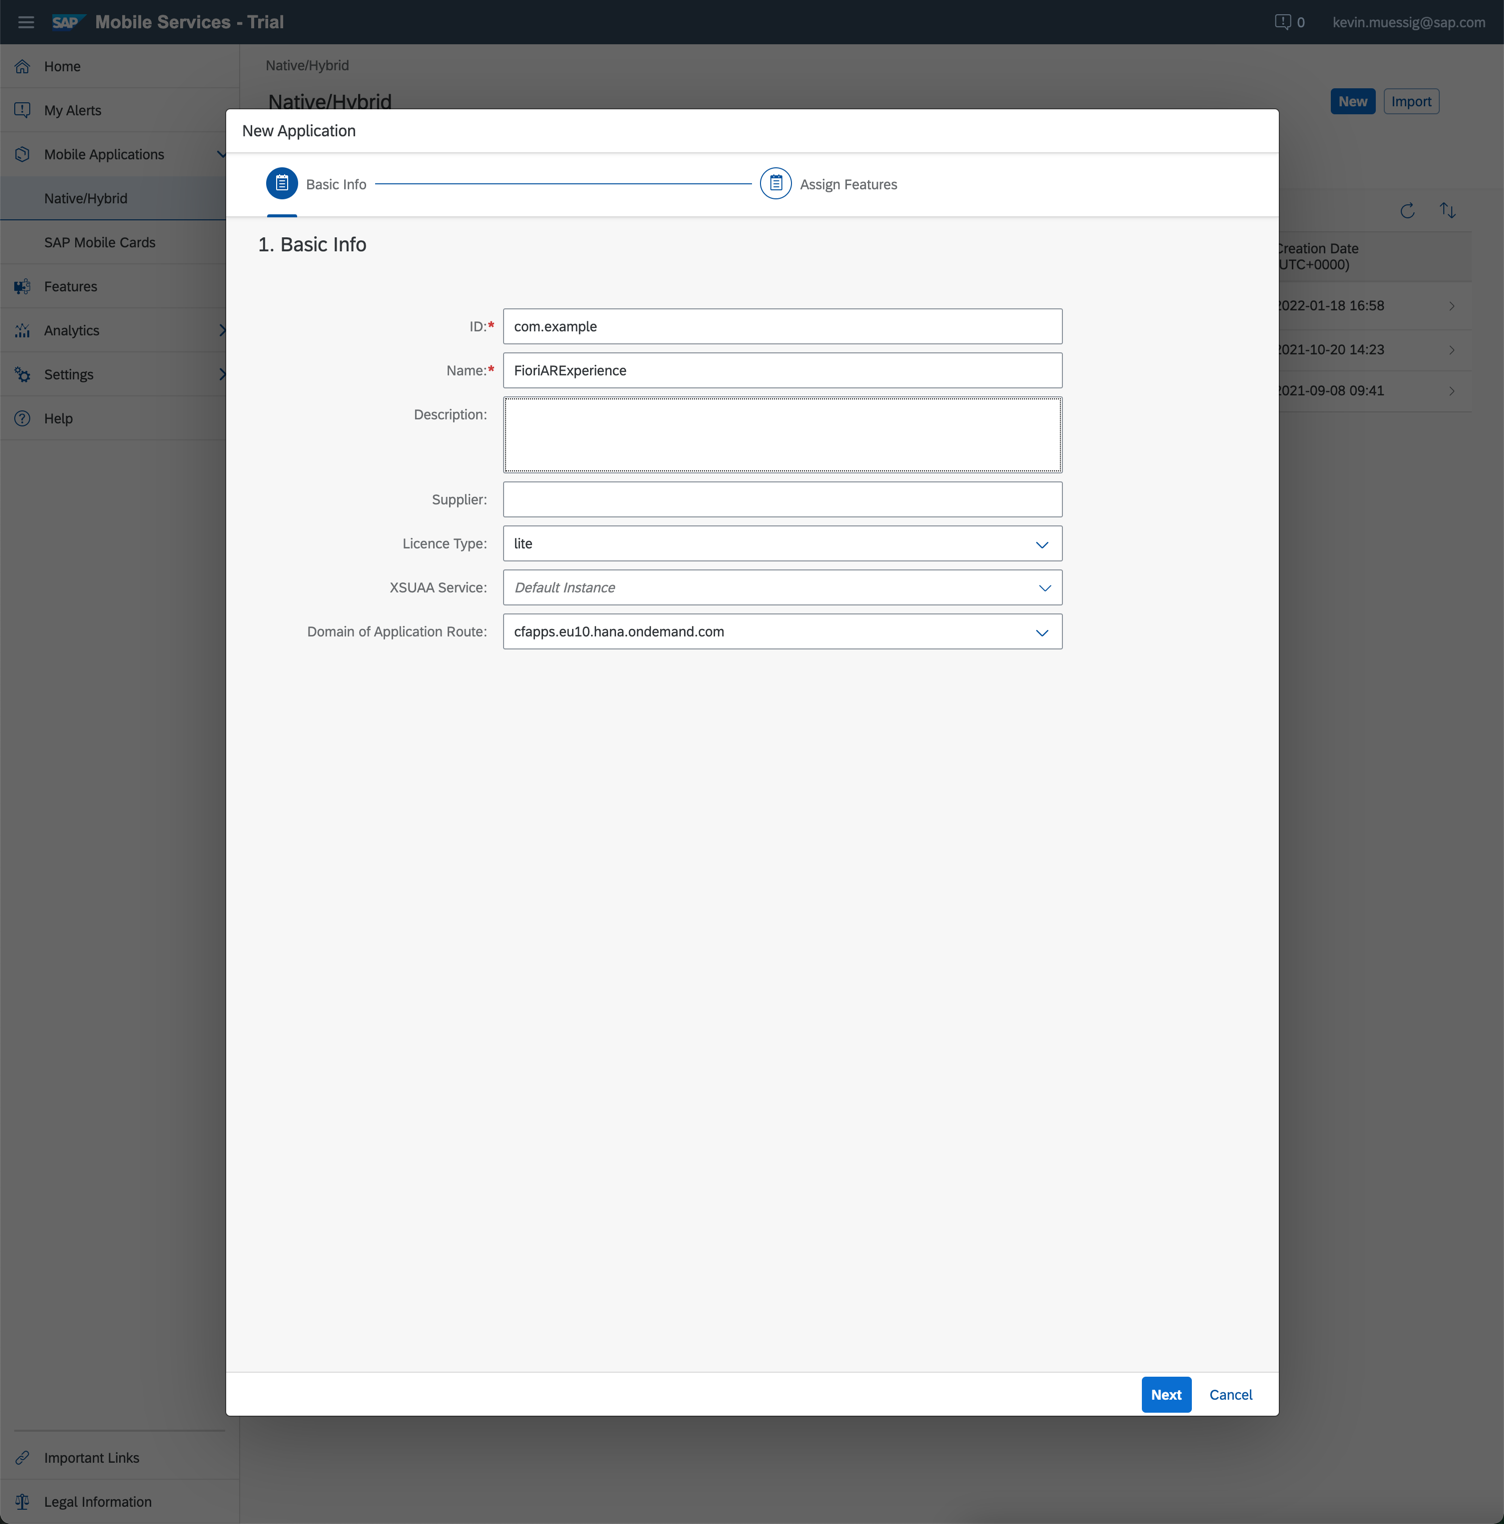 SAP Mobile Services - Trial
0 kevin.muessig@sap.com
Home
My Alerts
Mobile Applications
Native/Hybrid
SAP Mobile Cards
Features
Analytics
Settings
Help
Important Links
Legal Information
Native/Hybrid
Native/Hybrid
New Import
Creation Date
(UTC+0000)
2022-01-18 16:58
2021-10-20 14:23
2021-09-08 09:41
New Application
Basic Info Assign Features
1. Basic Info
ID:* com.example
Name:* FioriARExperience
Description:
Supplier:
Licence Type: lite
XSUAA Service: Default Instance
Domain of Application Route: cfapps.eu10.hana.ondemand.com
Next Cancel